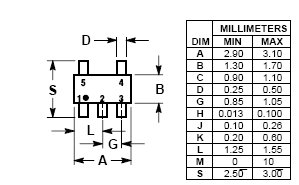 D
S
5 4
B
1 2 3
L
G
A
MILLIMETERS
DIM MIN MAX
A 2.90 3.10
B 1.30 1.70
C 0.90 1.10
D 0.25 0.50
G 0.85 1.05
H 0.013 0.100
J 0.10 0.26
K 0.20 0.60
L 1.25 1.55
M 0 10
S 2.50 3.00